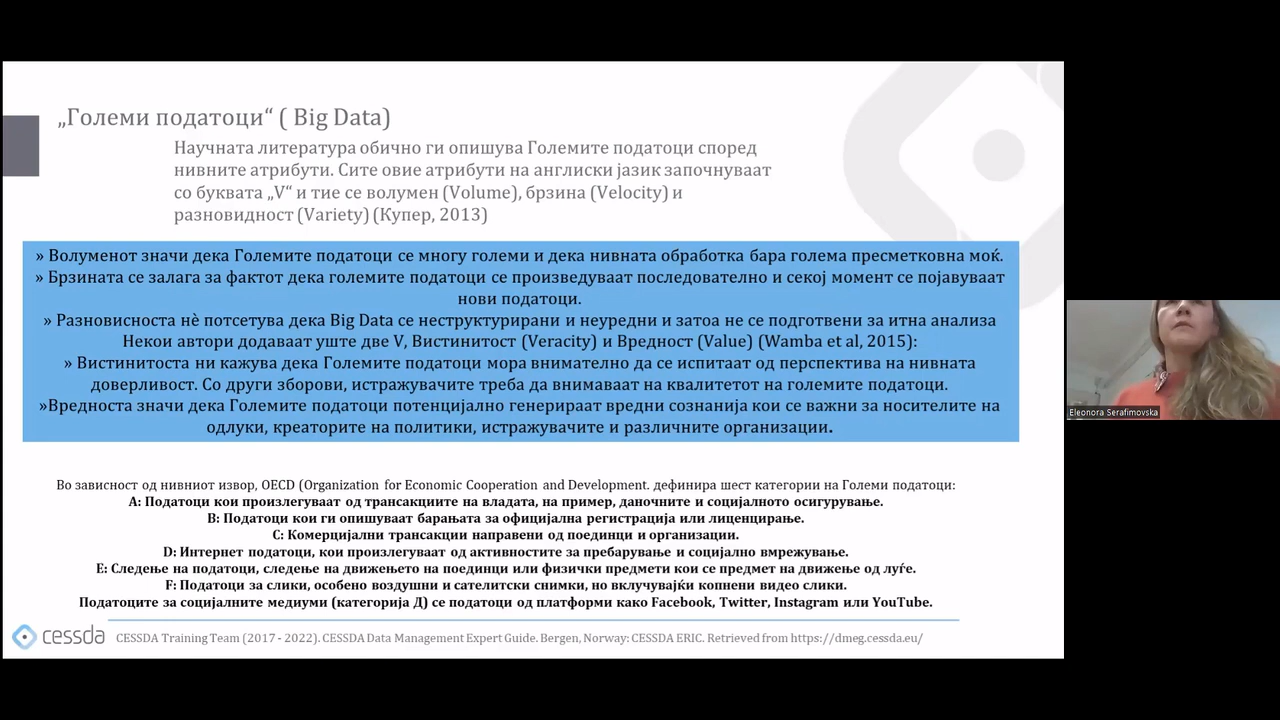 „Големи податоци“ ( Big Data)
Научната литература обично ги опишува Големите податоци според
нивните атрибути. Сите овие атрибути на англиски јазик започнуваат
со буквата „V“ и тие се волумен (Volume), брзина (Velocity) и
разновидност (Variety) (Купер, 2013)
» Волуменот значи дека Големите податоци се многу големи и дека нивната обработка бара голема пресметковна моќ.
» Брзината се залага за фактот дека големите податоци се произведуваат последователно и секој момент се појавуваат
нови податоци.
» Разновисноста нѐ потсетува дека Big Data се неструктурирани и неуредни и затоа не се подготвени за итна анализа
Некои автори додаваат уште две V, Вистинитост (Veracity) и Вредност (Value) (Wamba et al, 2015):
» Вистинитоста ни кажува дека Големите податоци мора внимателно да се испитаат од перспектива на нивната
доверливост. Со други зборови, истражувачите треба да внимаваат на квалитетот на големите податоци.
»Вредноста значи дека Големите податоци потенцијално генерираат вредни сознанија кои се важни за носителите на
одлуки, креаторите на политики, истражувачите и различните организации.
Во зависност од нивниот извор, OECD (Organization for Economic Cooperation and Development. дефинира шест категории на Големи податоци:
A: Податоци кои произлегуваат од трансакциите на владата, на пример, даночните и социјалното осигурување.
B: Податоци кои ги опишуваат барањата за официјална регистрација или лиценцирање.
C: Комерцијални трансакции направени од поединци и организации.
D: Интернет податоци, кои произлегуваат од активностите за пребарување и социјално вмрежување.
E: Следење на податоци, следење на движењето на поединци или физички предмети кои се предмет на движење од луѓе.
F: Податоци за слики, особено воздушни и сателитски снимки, но вклучувајќи копнени видео слики.
Податоците за социјалните медиуми (категорија Д) се податоци од платформи како Facebook, Twitter, Instagram или YouTube.
cessda
CESSDA Training Team (2017 - 2022). CESSDA Data Management Expert Guide. Bergen, Norway: CESSDA ERIC. Retrieved from https://dmeg.cessda.eu/
Eleonora Serafimovska